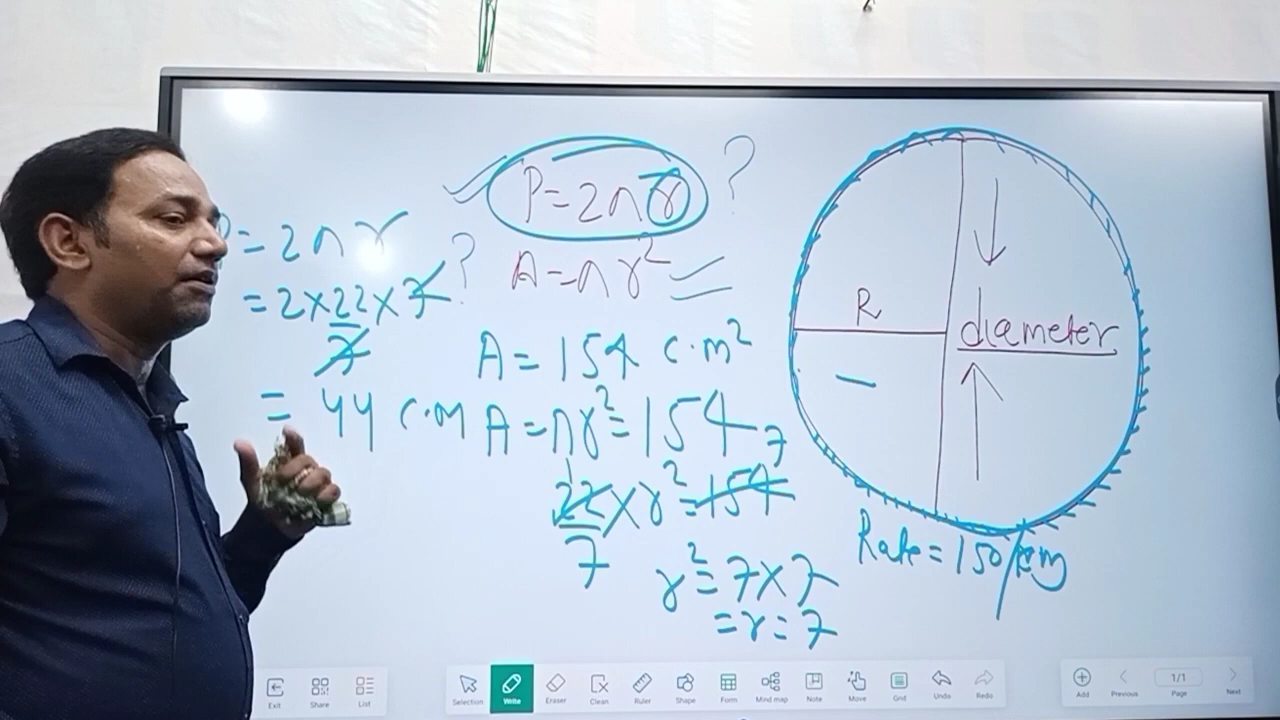 P=2πr ?
A=πr²
P=2πr
=2×22×7 ?
7
= 44 c.m
A=154 c.m²
A=πr²=154
1 7
22×r²=154
7
r²=7×7
=r=7
R
diameter
Rate=150/cm
Exit Share List
Selection Write Eraser Clean Ruler Shape Form Mind map Note Move Grid Undo Redo
Add Previous 1/1 Page Next